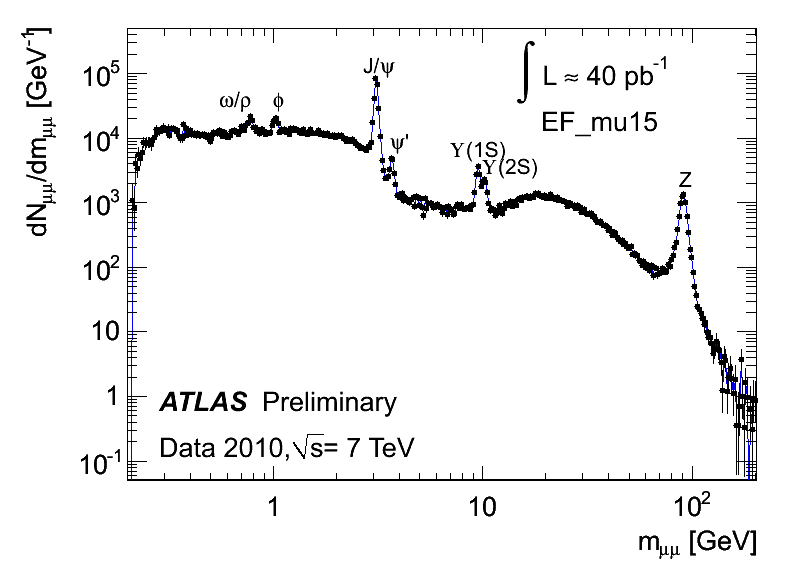 dN_μμ/dm_μμ [GeV⁻¹]
10⁵
10⁴
10³
10²
10
1
10⁻¹
ω/ρ
φ
J/ψ
ψ'
Υ(1S)
Υ(2S)
Z
∫ L ≈ 40 pb⁻¹
EF_mu15
ATLAS Preliminary
Data 2010, √s= 7 TeV
1
10
10²
m_μμ [GeV]